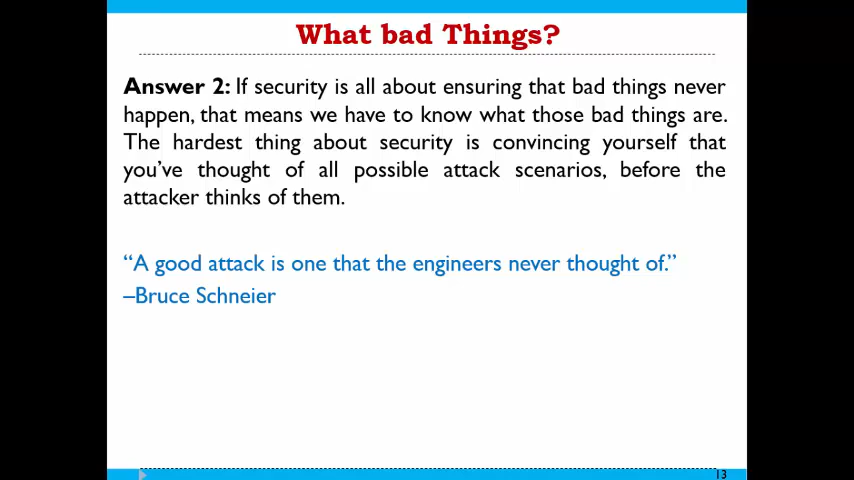 What bad Things?
Answer 2: If security is all about ensuring that bad things never
happen, that means we have to know what those bad things are.
The hardest thing about security is convincing yourself that
you’ve thought of all possible attack scenarios, before the
attacker thinks of them.
“A good attack is one that the engineers never thought of.”
–Bruce Schneier
13